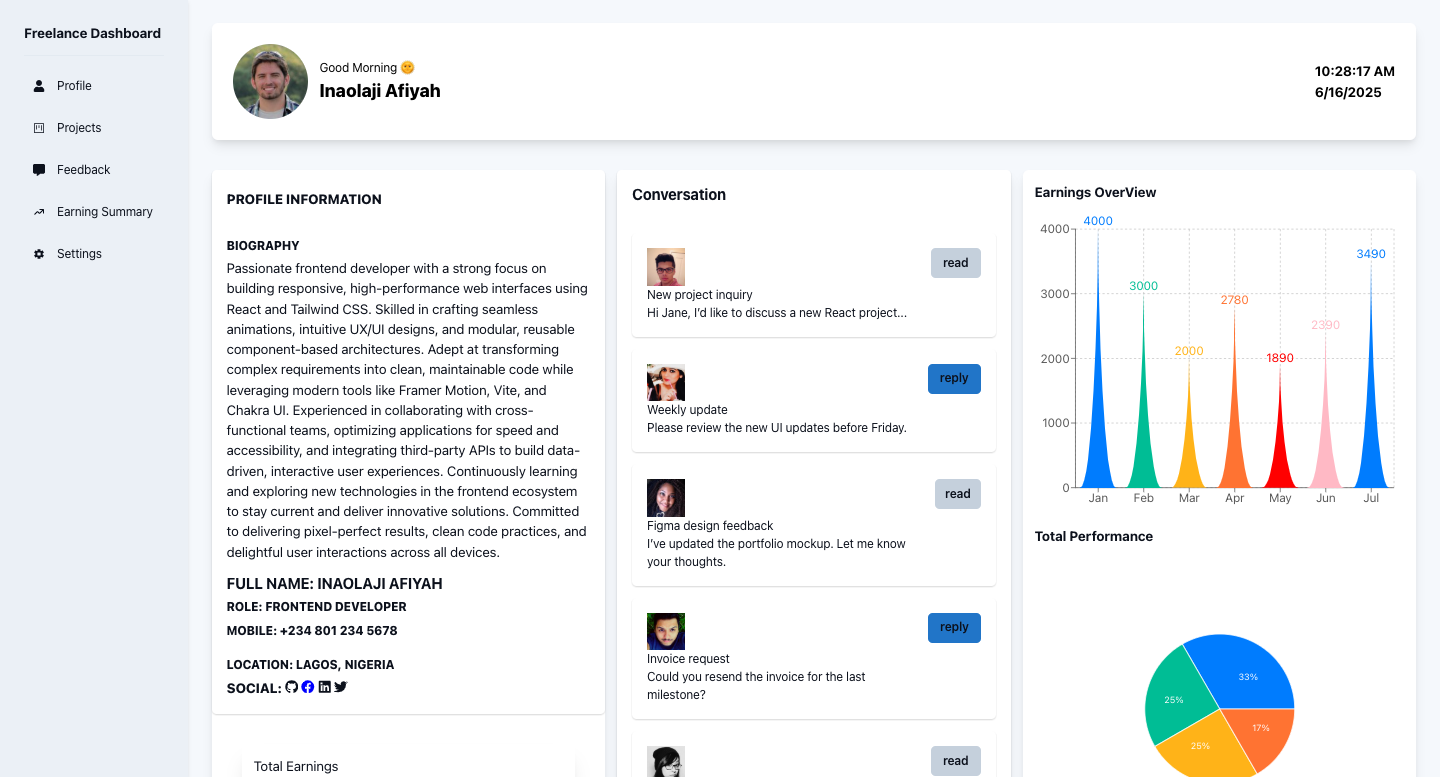 Freelance Dashboard
Profile
Projects
Feedback
Earning Summary
Settings
Good Morning 🌞
Inaolaji Afiyah
10:28:17 AM
6/16/2025
PROFILE INFORMATION
BIOGRAPHY
Passionate frontend developer with a strong focus on
building responsive, high-performance web interfaces using
React and Tailwind CSS. Skilled in crafting seamless
animations, intuitive UX/UI designs, and modular, reusable
component-based architectures. Adept at transforming
complex requirements into clean, maintainable code while
leveraging modern tools like Framer Motion, Vite, and
Chakra UI. Experienced in collaborating with cross-
functional teams, optimizing applications for speed and
accessibility, and integrating third-party APIs to build data-
driven, interactive user experiences. Continuously learning
and exploring new technologies in the frontend ecosystem
to stay current and deliver innovative solutions. Committed
to delivering pixel-perfect results, clean code practices, and
delightful user interactions across all devices.
FULL NAME: INAOLAJI AFIYAH
ROLE: FRONTEND DEVELOPER
MOBILE: +234 801 234 5678
LOCATION: LAGOS, NIGERIA
SOCIAL:
Total Earnings
Conversation
read
New project inquiry
Hi Jane, I’d like to discuss a new React project...
reply
Weekly update
Please review the new UI updates before Friday.
read
Figma design feedback
I’ve updated the portfolio mockup. Let me know
your thoughts.
reply
Invoice request
Could you resend the invoice for the last
milestone?
read
Earnings OverView
4000
3000
2000
1000
0
4000
3000
2000
2780
1890
2390
3490
Jan Feb Mar Apr May Jun Jul
Total Performance
33%
25%
25%
17%